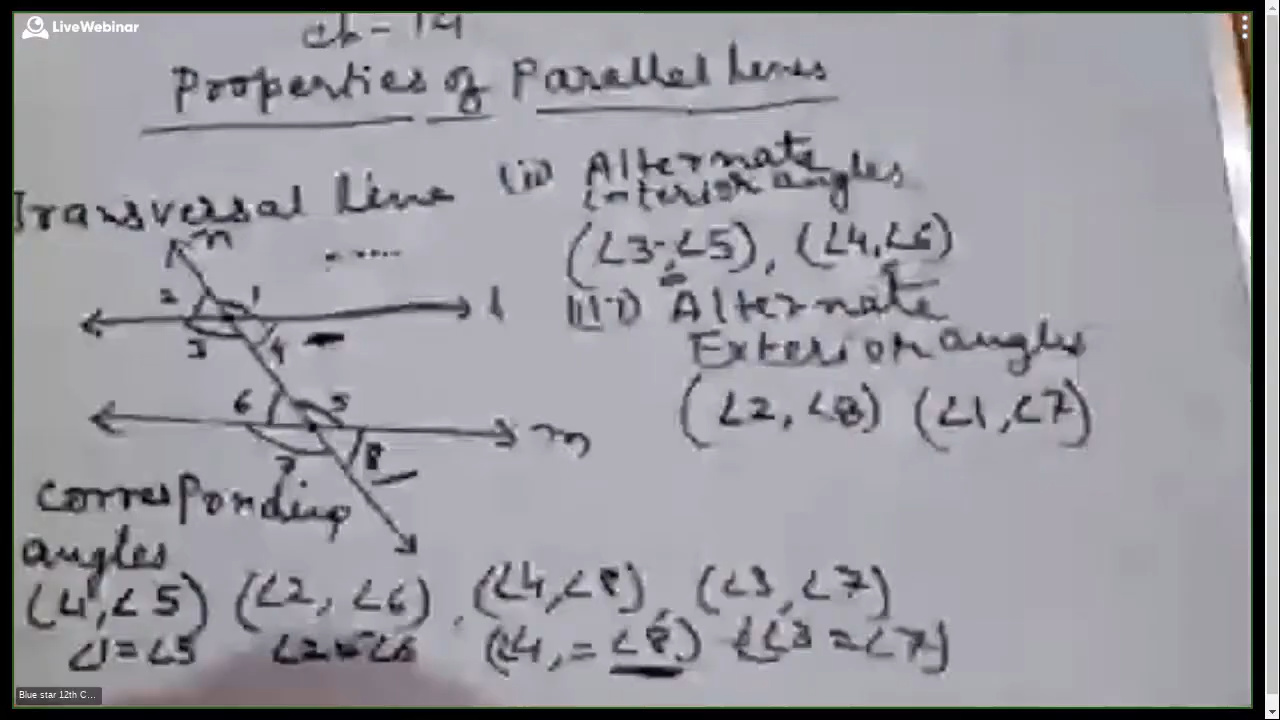 LiveWebinar
ch - 14
Properties of Parallel Lines
Transversal Line
n
2 1
l
3 4
6 5
m
7 8
(ii) Alternate
interior angles
(∠3, ∠5), (∠4, ∠6)
(iii) Alternate
Exterior angles
(∠2, ∠8) (∠1, ∠7)
corresponding
angles
(∠1, ∠5) (∠2, ∠6), (∠4, ∠8), (∠3, ∠7)
∠1 = ∠5 ∠2 = ∠6 (∠4, = ∠8) (∠3 = ∠7)
Blue star 12th C...